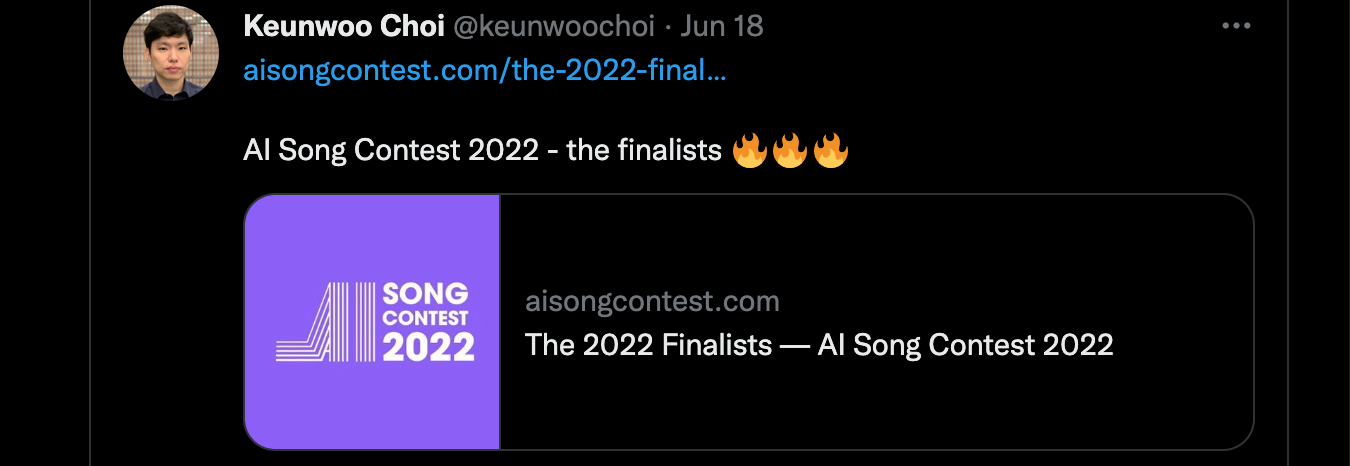 Keunwoo Choi @keunwoochoi · Jun 18
aisongcontest.com/the-2022-final…
AI Song Contest 2022 - the finalists 🔥🔥🔥
AI SONG
CONTEST
2022
aisongcontest.com
The 2022 Finalists — AI Song Contest 2022